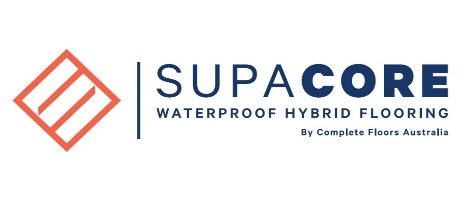 SUPACORE
WATERPROOF HYBRID FLOORING
By Complete Floors Australia